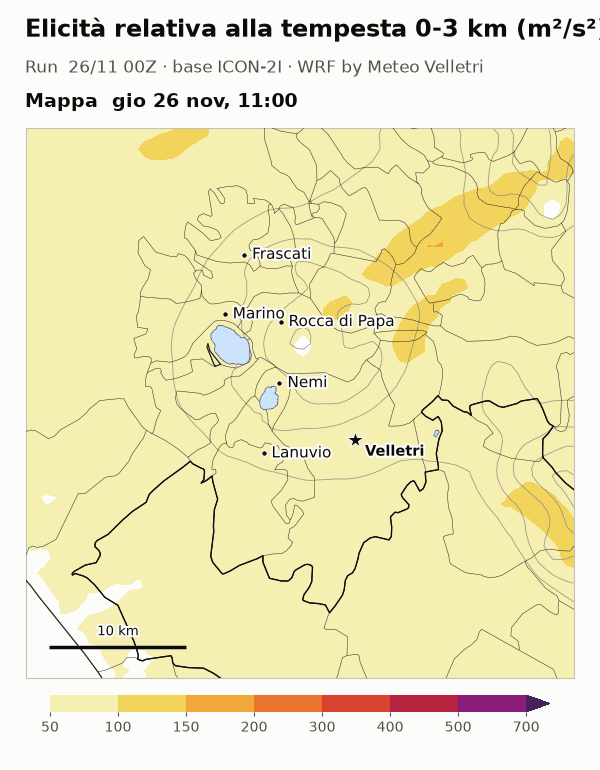 Elicità relativa alla tempesta 0-3 km (m²/s²)
Run 26/11 00Z · base ICON-2I · WRF by Meteo Velletri
Mappa gio 26 nov, 11:00
Frascati
Marino
Rocca di Papa
Nemi
Velletri
Lanuvio
10 km
50 100 150 200 300 400 500 700